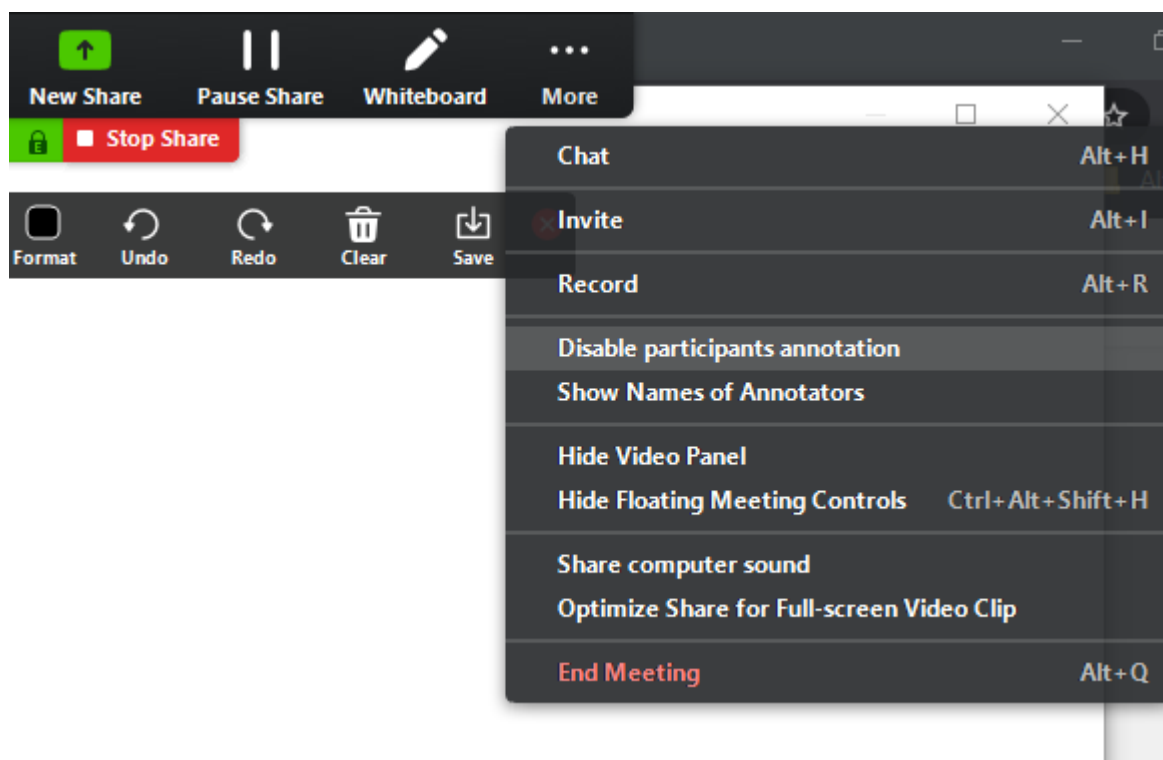 New Share Pause Share Whiteboard More
E Stop Share
Chat Alt+H
Invite Alt+I
Record Alt+R
Format Undo Redo Clear Save
Disable participants annotation
Show Names of Annotators
Hide Video Panel
Hide Floating Meeting Controls Ctrl+Alt+Shift+H
Share computer sound
Optimize Share for Full-screen Video Clip
End Meeting Alt+Q